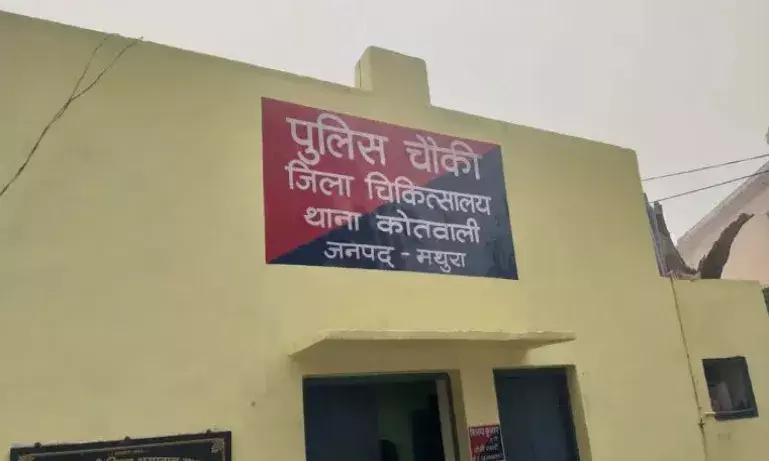 पुलिस चौकी
जिला चिकित्सालय
थाना कोतवाली
जनपद - मथुरा